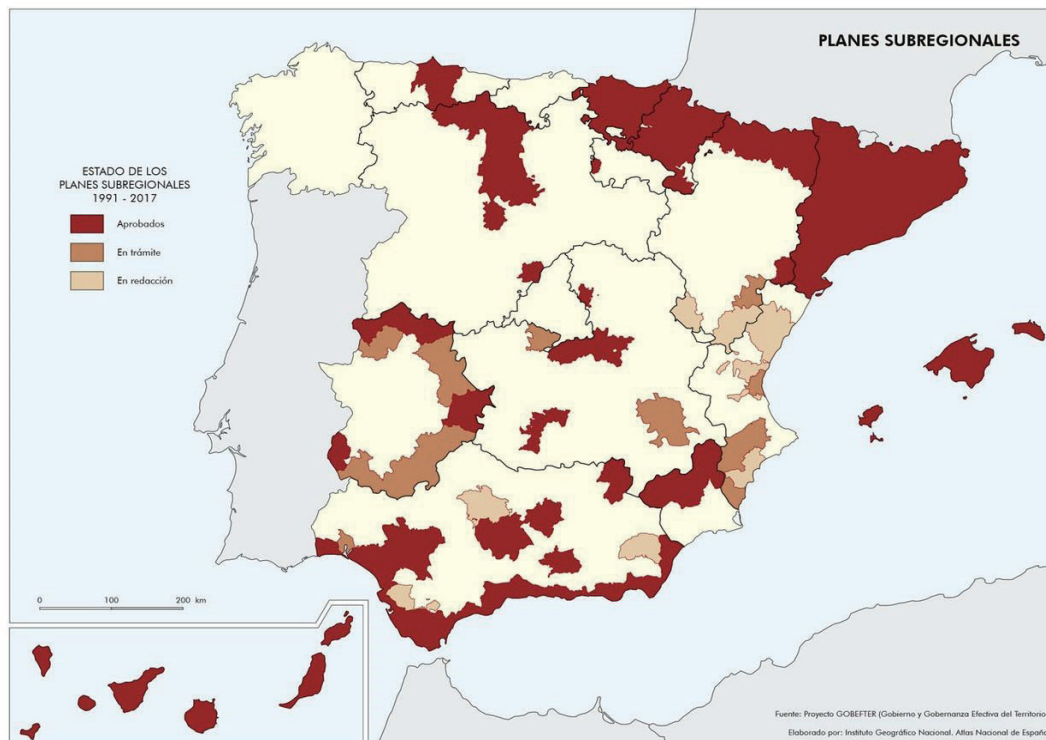 PLANES SUBREGIONALES
ESTADO DE LOS
PLANES SUBREGIONALES
1991 - 2017
Aprobados
En trámite
En redacción
0 100 200 km
Fuente: Proyecto GOBEFTER (Gobierno y Gobernanza Efectiva del Territorio
Elaborado por: Instituto Geográfico Nacional. Atlas Nacional de España